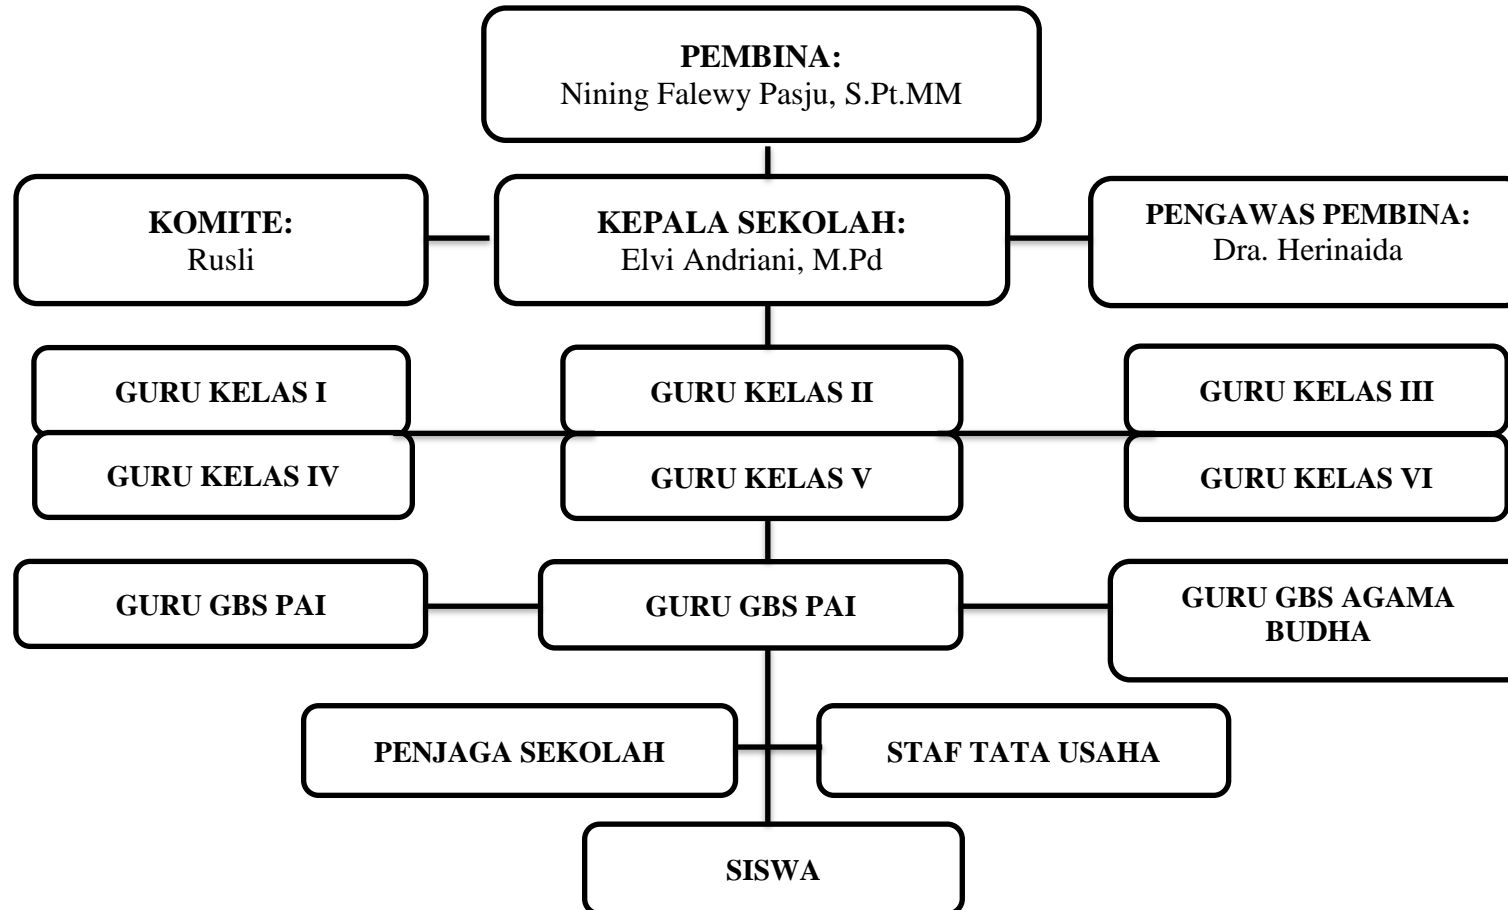 PEMBINA:
Nining Falewy Pasju, S.Pt.MM
KOMITE:
Rusli
KEPALA SEKOLAH:
Elvi Andriani, M.Pd
PENGAWAS PEMBINA:
Dra. Herinaida
GURU KELAS I
GURU KELAS II
GURU KELAS III
GURU KELAS IV
GURU KELAS V
GURU KELAS VI
GURU GBS PAI
GURU GBS PAI
GURU GBS AGAMA
BUDHA
PENJAGA SEKOLAH
STAF TATA USAHA
SISWA